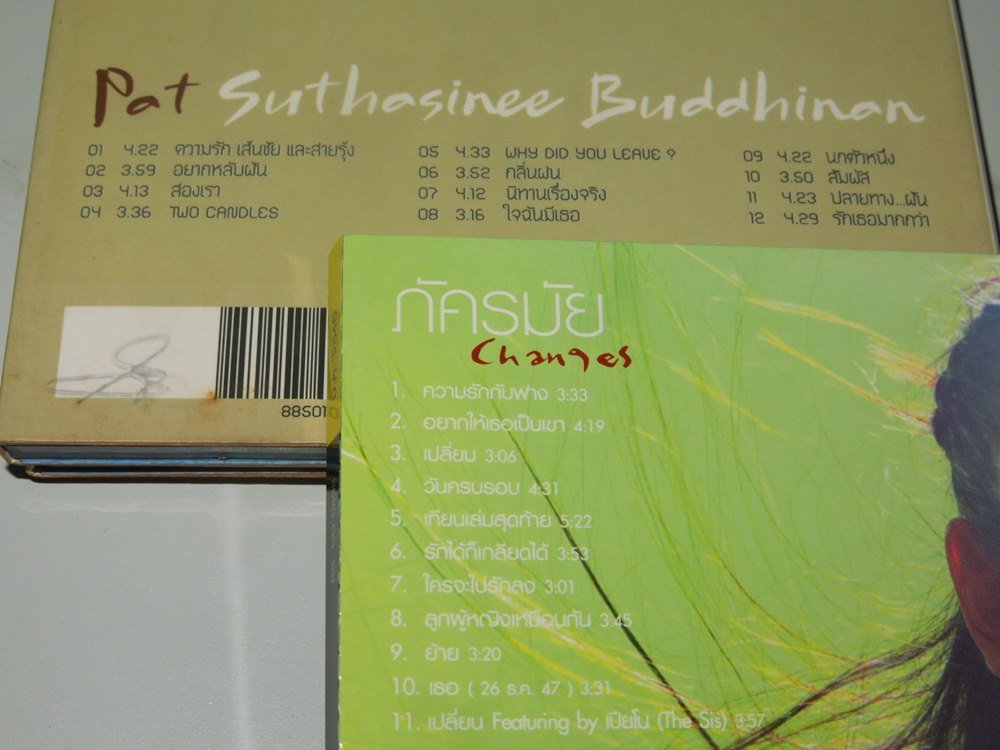 Pat Suthasinee Buddhinan
01 4.22 ความรัก เส้นชัย และสายรุ้ง
02 3.59 อยากหลับฝัน
03 4.13 สองเรา
04 3.36 TWO CANDLES
05 4.33 WHY DID YOU LEAVE ?
06 3.52 กลิ่นฝน
07 4.12 นิทานเรื่องจริง
08 3.16 ใจฉันมีเธอ
09 4.22 นกตัวหนึ่ง
10 3.50 สัมผัส
11 4.23 ปลายทาง...ฝัน
12 4.29 รักเธอมากกว่า
ภัครมัย
Changes
1. ความรักกับฟาง 3:33
2. อยากให้เธอเป็นเขา 4:19
3. เปลี่ยน 3:06
4. วันครบรอบ 4:31
5. เทียนเล่มสุดท้าย 5:22
6. รักได้ก็เกลียดได้ 3:53
7. ใครจะไปรักลง 3:01
8. ลูกผู้หญิงเหมือนกัน 3:45
9. ย้าย 3:20
10. เธอ ( 26 ธ.ค. 47 ) 3:31
11. เปลี่ยน Featuring by เปียโน (The Sis) 3:57